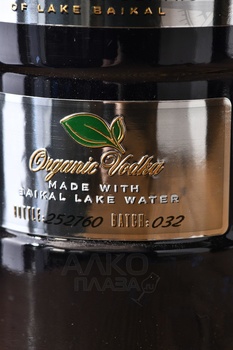 OF LAKE BAIKAL
Organic Vodka
MADE WITH
BAIKAL LAKE WATER
BOTTLE: 252760 BATCH: 032
АЛКО
ПЛАЗА